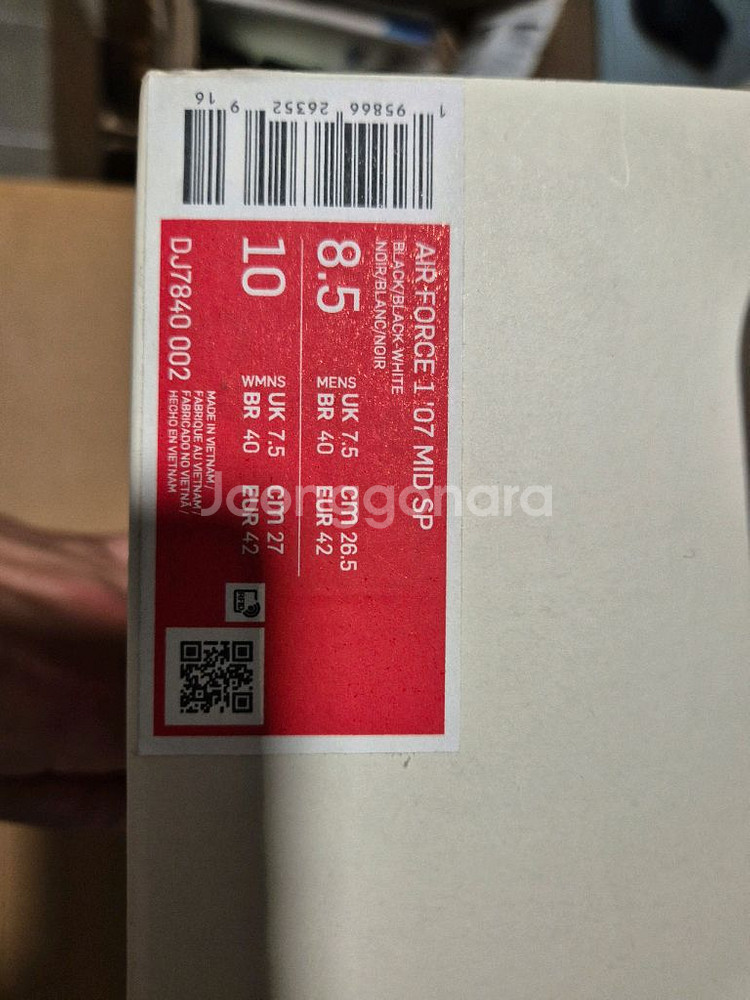 1 95866 26352 9 16
AIR FORCE 1 '07 MID SP
BLACK/BLACK-WHITE
NOIR/BLANC/NOIR
8.5 MENS UK 7.5 cm 26.5
BR 40 EUR 42
10 WMNS UK 7.5 cm 27
BR 40 EUR 42
DJ7840 002
MADE IN VIETNAM/
FABRIQUE AU VIETNAM
FABRICADO NO VIETNÃ/
HECHO EN VIETNAM
RFID
Joonggonara